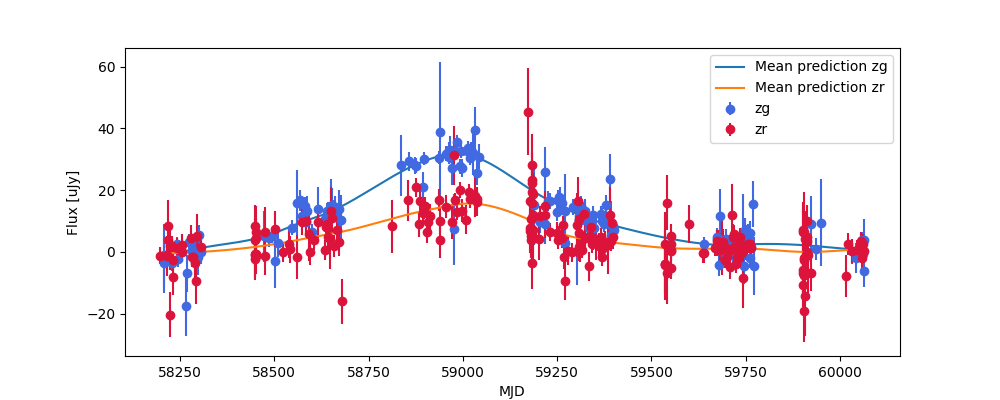 60
40
20
0
−20
Flux [uJy]
58250
58500
58750
59000
59250
59500
59750
60000
MJD
Mean prediction zg
Mean prediction zr
zg
zr